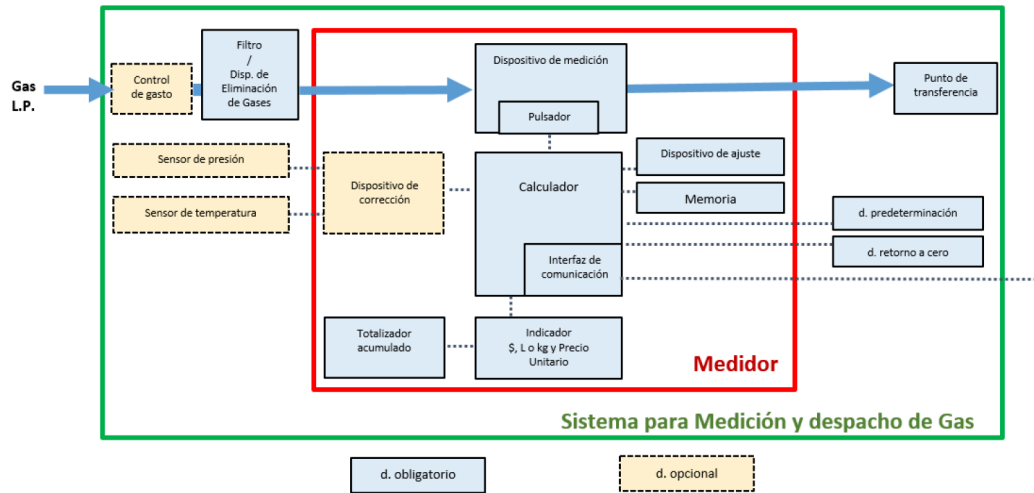 Gas
L.P.
Control
de gasto
Filtro
/
Disp. de
Eliminación
de Gases
Dispositivo de medición
Pulsador
Punto de
transferencia
Sensor de presión
Sensor de temperatura
Dispositivo de
corrección
Calculador
Interfaz de
comunicación
Dispositivo de ajuste
Memoria
d. predeterminación
d. retorno a cero
Totalizador
acumulado
Indicador
$, L o kg y Precio
Unitario
Medidor
Sistema para Medición y despacho de Gas
d. obligatorio
d. opcional